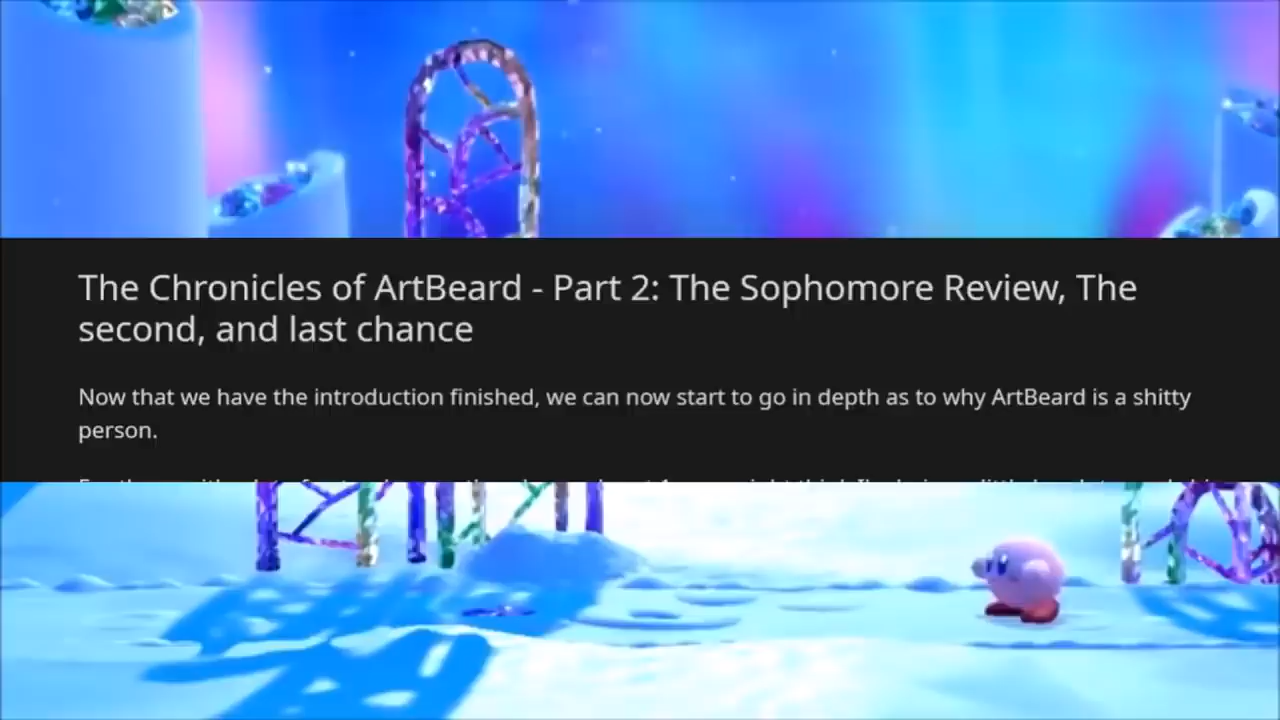 The Chronicles of ArtBeard - Part 2: The Sophomore Review, The
second, and last chance
Now that we have the introduction finished, we can now start to go in depth as to why ArtBeard is a shitty
person.